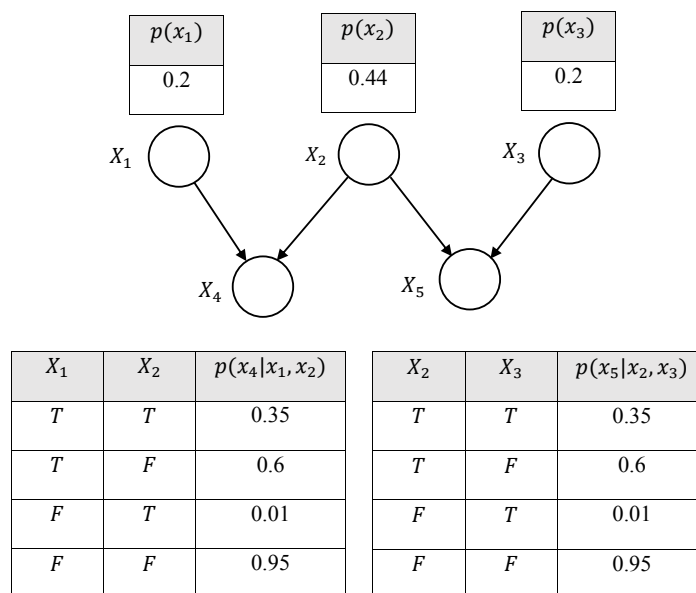 p(x₁) p(x₂) p(x₃)
0.2 0.44 0.2
X₁ X₂ X₃
X₄ X₅
X₁ X₂ p(x₄|x₁, x₂) X₂ X₃ p(x₅|x₂, x₃)
T T 0.35 T T 0.35
T F 0.6 T F 0.6
F T 0.01 F T 0.01
F F 0.95 F F 0.95